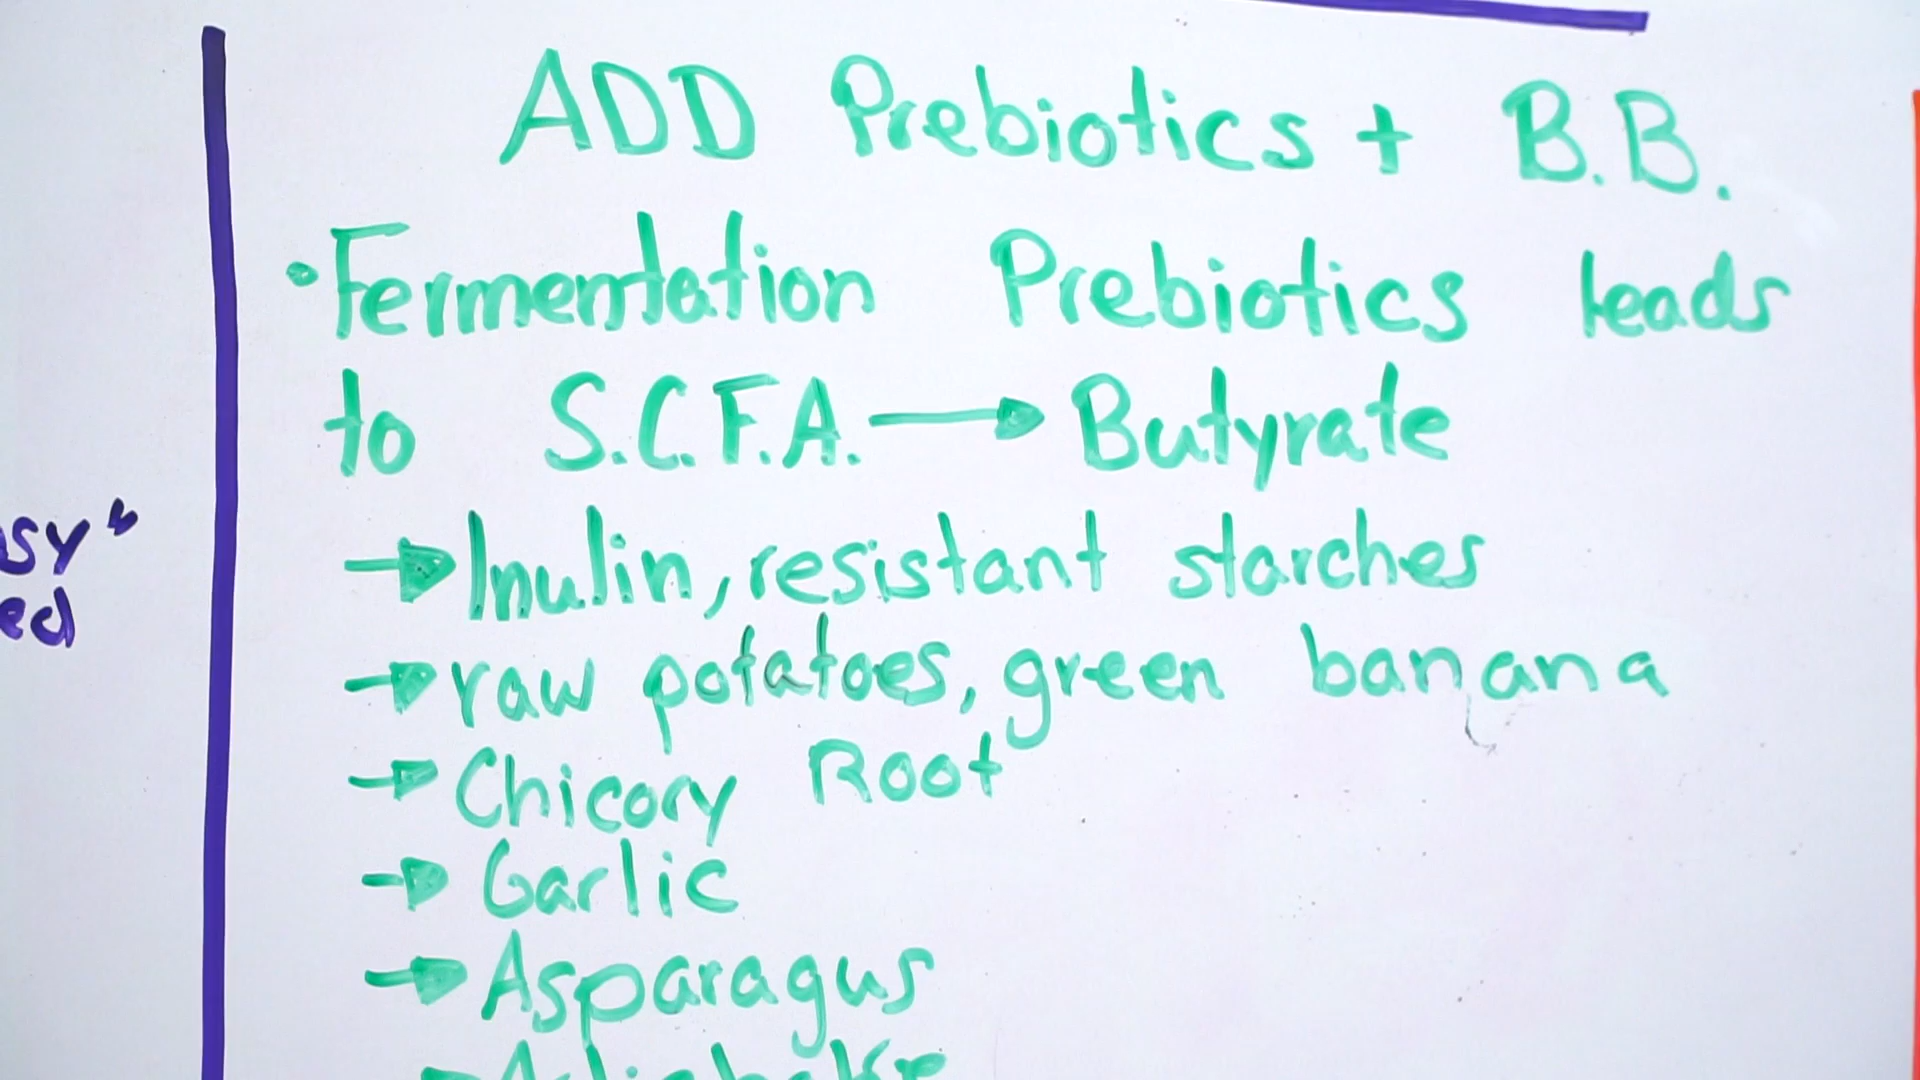 ADD Prebiotics + B.B.
• Fermentation Prebiotics leads
to S.C.F.A. → Butyrate
→ Inulin, resistant starches
→ raw potatoes, green banana
→ Chicory Root
→ Garlic
→ Asparagus